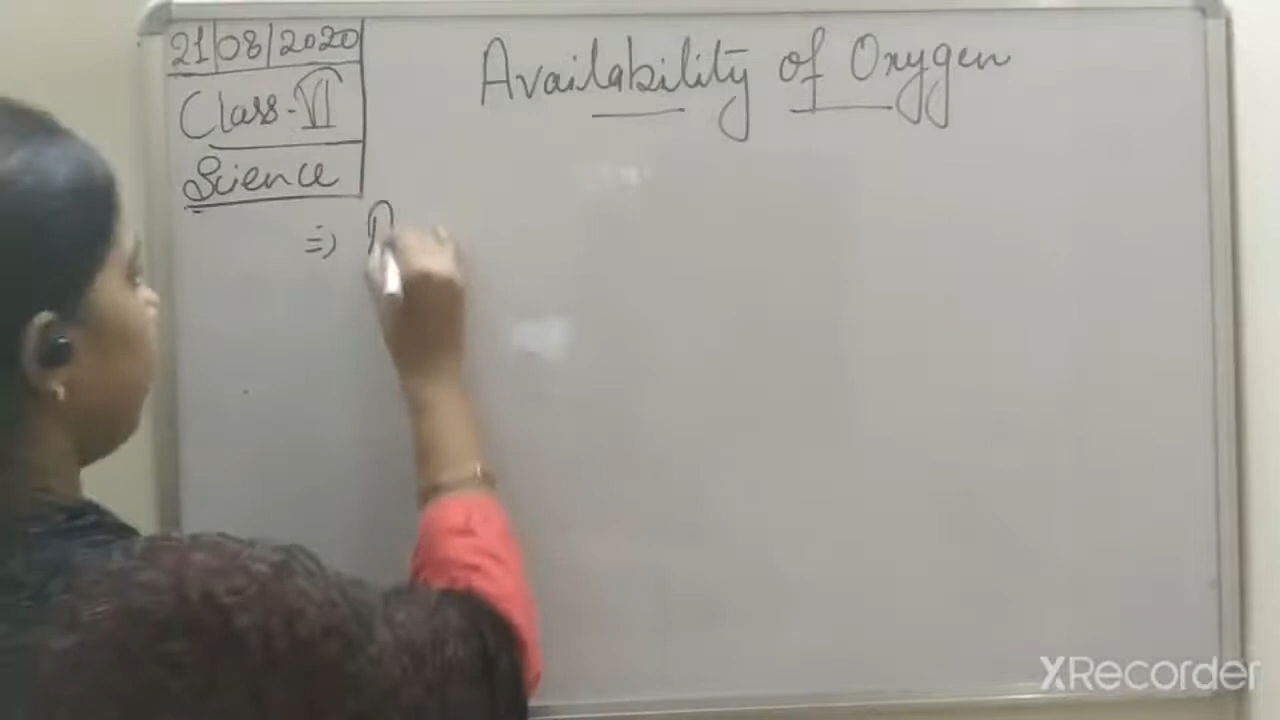 21/08/2020
Class-VI
Science
Availability of Oxygen
⇒
XRecorder